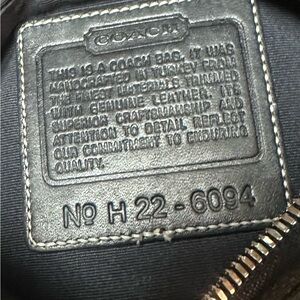 COACH
THIS IS A COACH BAG. IT WAS
HANDCRAFTED IN TURKEY FROM
THE FINEST MATERIALS TRIMMED
WITH GENUINE LEATHER. ITS
SUPERIOR CRAFTSMANSHIP AND
ATTENTION TO DETAIL REFLECT
OUR COMMITMENT TO ENDURING
QUALITY.
Nº H 22 - 6094